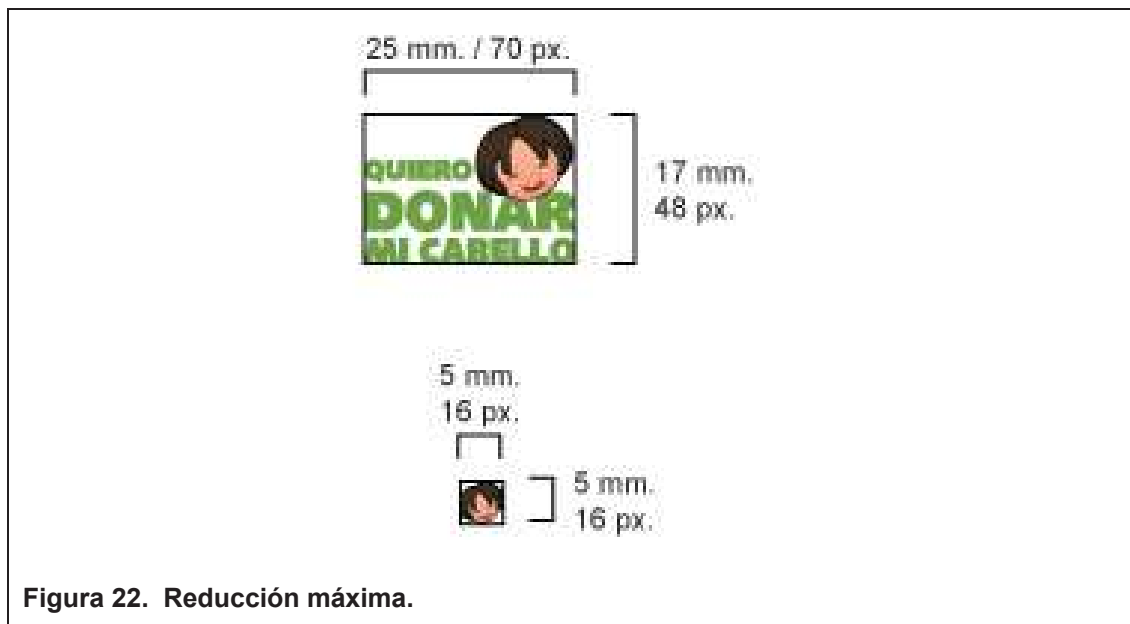 25 mm. / 70 px.
QUIERO
DONAR
MI CABELLO
17 mm.
48 px.
5 mm.
16 px.
5 mm.
16 px.
Figura 22. Reducción máxima.